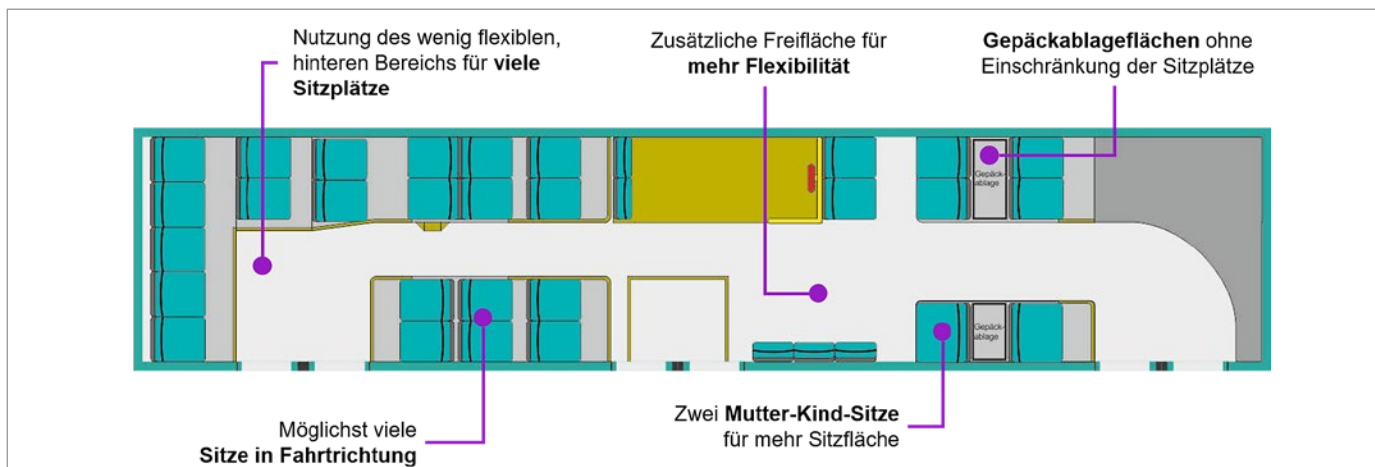 Nutzung des wenig flexiblen,
hinteren Bereichs für viele
Sitzplätze
Zusätzliche Freifläche für
mehr Flexibilität
Gepäckablageflächen ohne
Einschränkung der Sitzplätze
Gepäck-
ablage
Gepäck-
ablage
Möglichst viele
Sitze in Fahrtrichtung
Zwei Mutter-Kind-Sitze
für mehr Sitzfläche